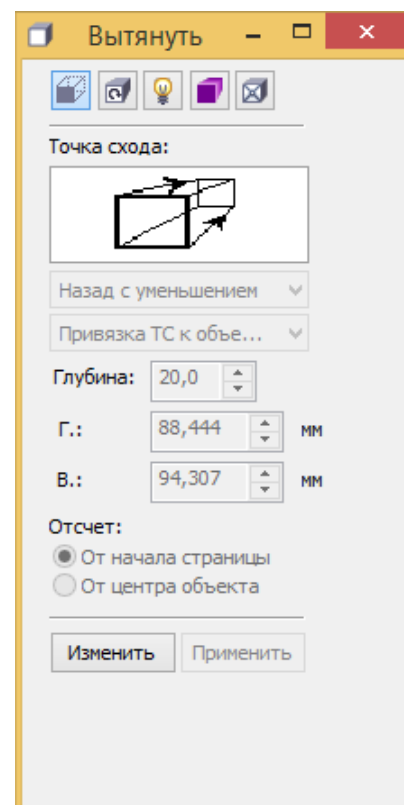 Вытянуть
Точка схода:
Назад с уменьшением
Привязка ТС к объе...
Глубина: 20,0
Г.: 88,444 мм
В.: 94,307 мм
Отсчет:
От начала страницы
От центра объекта
Изменить Применить